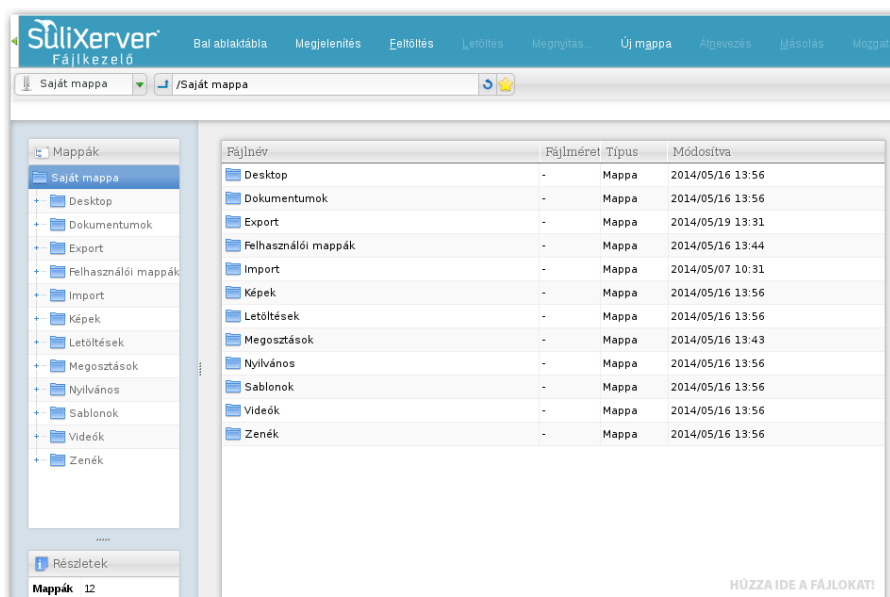 SuliXerver
Fájlkezelő
Bal ablaktábla Megjelenítés Feltöltés Letöltés Megnyitás... Új mappa Átnevezés Másolás
Saját mappa /Saját mappa
Mappák
Saját mappa
Desktop
Dokumentumok
Export
Felhasználói mappák
Import
Képek
Letöltések
Megosztások
Nyilvános
Sablonok
Videók
Zenék
Részletek
Mappák 12
Fájlnév Fájlméret Típus Módosítva
Desktop - Mappa 2014/05/16 13:56
Dokumentumok - Mappa 2014/05/16 13:56
Export - Mappa 2014/05/19 13:31
Felhasználói mappák - Mappa 2014/05/16 13:44
Import - Mappa 2014/05/07 10:31
Képek - Mappa 2014/05/16 13:56
Letöltések - Mappa 2014/05/16 13:56
Megosztások - Mappa 2014/05/16 13:43
Nyilvános - Mappa 2014/05/16 13:56
Sablonok - Mappa 2014/05/16 13:56
Videók - Mappa 2014/05/16 13:56
Zenék - Mappa 2014/05/16 13:56
HÚZZA IDE A FÁJLOKAT!